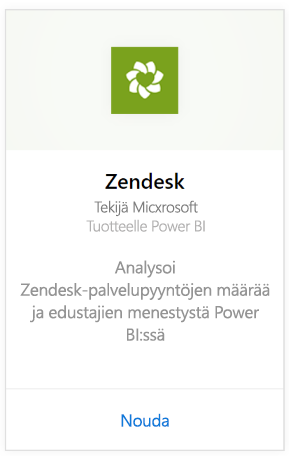 Zendesk
Tekijä Micxrosoft
Tuotteelle Power BI
Analysoi
Zendesk-palvelupyyntöjen määrää
ja edustajien menestystä Power
BI:ssä
Nouda